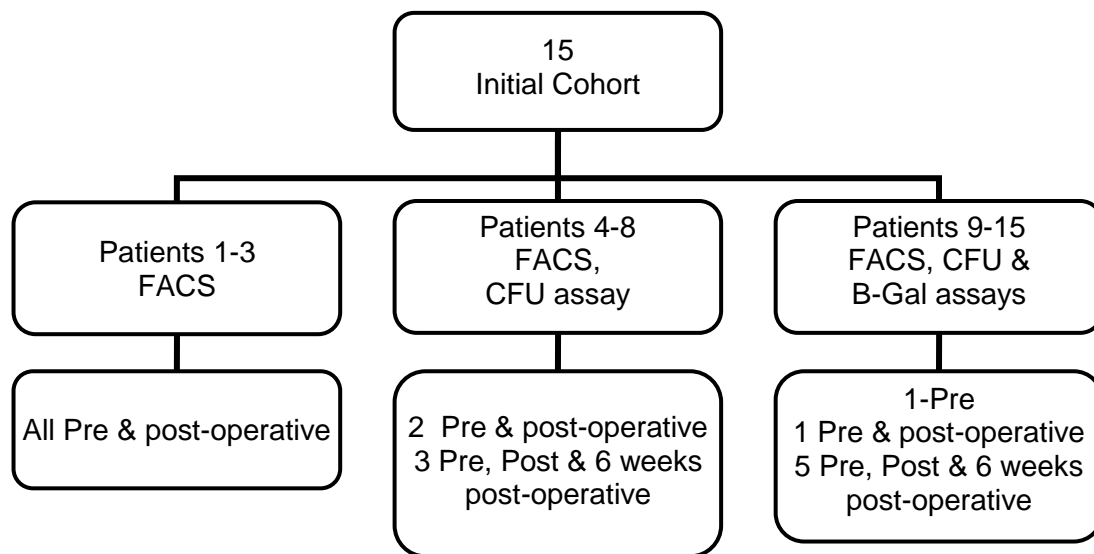 15
Initial Cohort
Patients 1-3
FACS
Patients 4-8
FACS,
CFU assay
Patients 9-15
FACS, CFU &
B-Gal assays
All Pre & post-operative
2  Pre & post-operative
3 Pre, Post & 6 weeks
post-operative
1-Pre
1 Pre & post-operative
5 Pre, Post & 6 weeks
post-operative